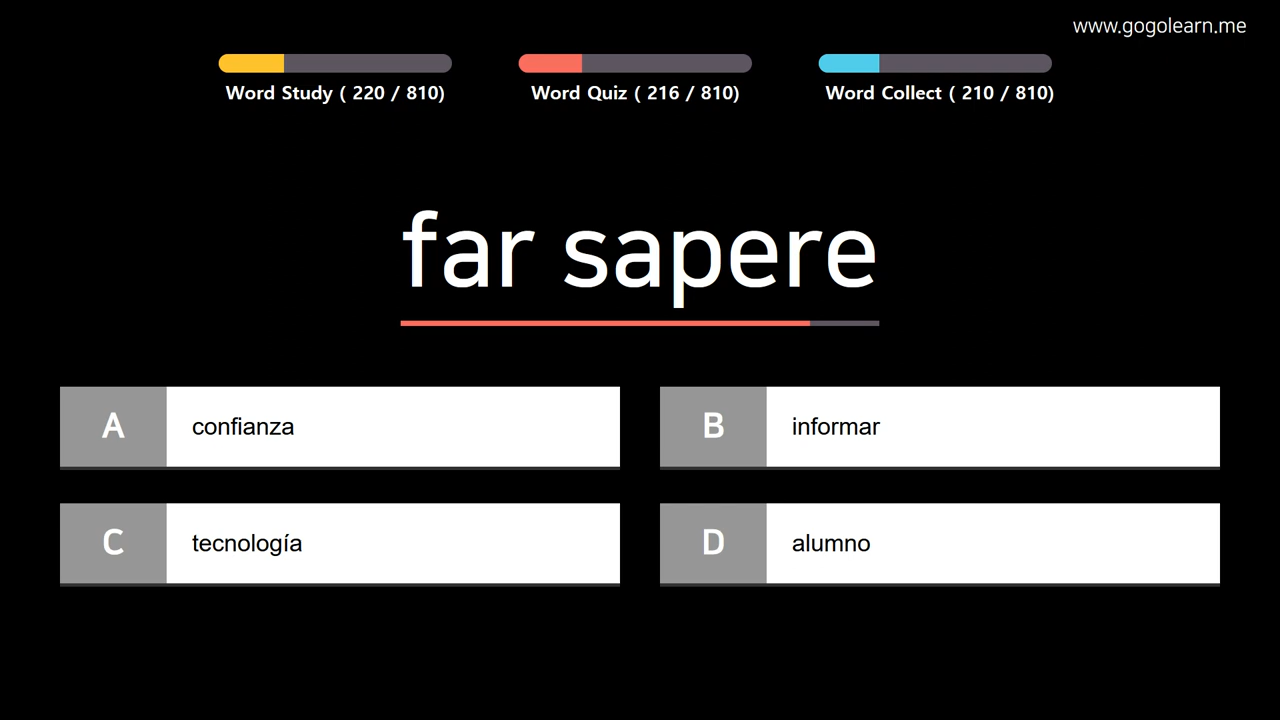 www.gogolearn.me
Word Study ( 220 / 810)
Word Quiz ( 216 / 810)
Word Collect ( 210 / 810)
far sapere
A confianza
B informar
C tecnología
D alumno